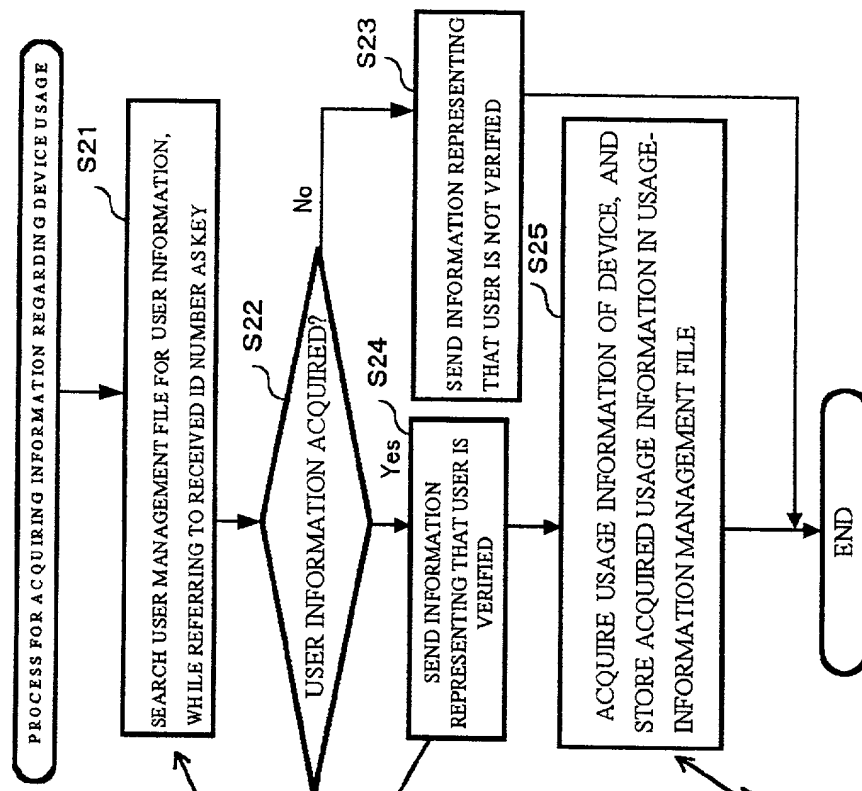 PROCESS FOR ACQUIRING INFORMATION REGARDING DEVICE USAGE
S21
SEARCH USER MANAGEMENT FILE FOR USER INFORMATION,
WHILE REFERRING TO RECEIVED ID NUMBER AS KEY
S22
USER INFORMATION ACQUIRED?
No
S23
SEND INFORMATION REPRESENTING
THAT USER IS NOT VERIFIED
Yes
S24
SEND INFORMATION
REPRESENTING THAT USER IS
VERIFIED
S25
ACQUIRE USAGE INFORMATION OF DEVICE, AND
STORE ACQUIRED USAGE INFORMATION IN USAGE-
INFORMATION MANAGEMENT FILE
END